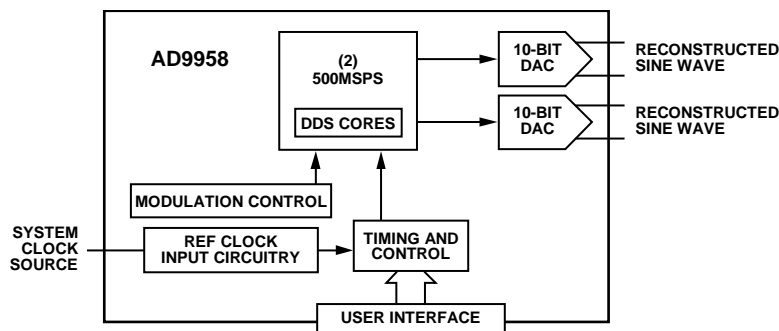 AD9958
(2)
500MSPS
DDS CORES
10-BIT
DAC
RECONSTRUCTED
SINE WAVE
10-BIT
DAC
RECONSTRUCTED
SINE WAVE
MODULATION CONTROL
SYSTEM
CLOCK
SOURCE
REF CLOCK
INPUT CIRCUITRY
TIMING AND
CONTROL
USER INTERFACE